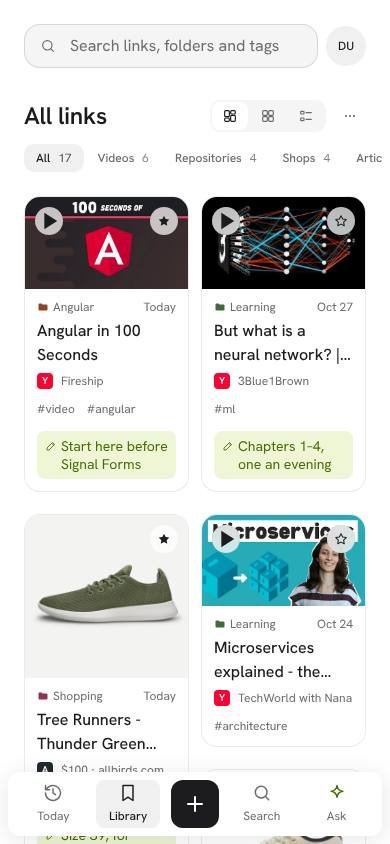 Search links, folders and tags
DU
All links
All 17
Videos 6
Repositories 4
Shops 4
Artic
100 SECONDS OF
A
Angular
Today
Angular in 100
Seconds
Y Fireship
#video #angular
Start here before
Signal Forms
Learning
Oct 27
But what is a
neural network? |...
Y 3Blue1Brown
#ml
Chapters 1–4,
one an evening
Shopping
Today
Tree Runners -
Thunder Green...
A $100 · allbirds.com
Size 39, for
Microservices
Learning
Oct 24
Microservices
explained - the...
Y TechWorld with Nana
#architecture
Today
Library
Search
Ask